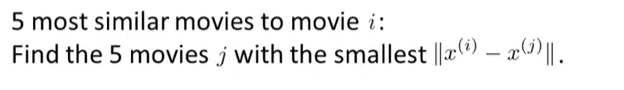 5 most similar movies to movie i:
Find the 5 movies j with the smallest ‖x⁽ⁱ⁾ − x⁽ʲ⁾‖.